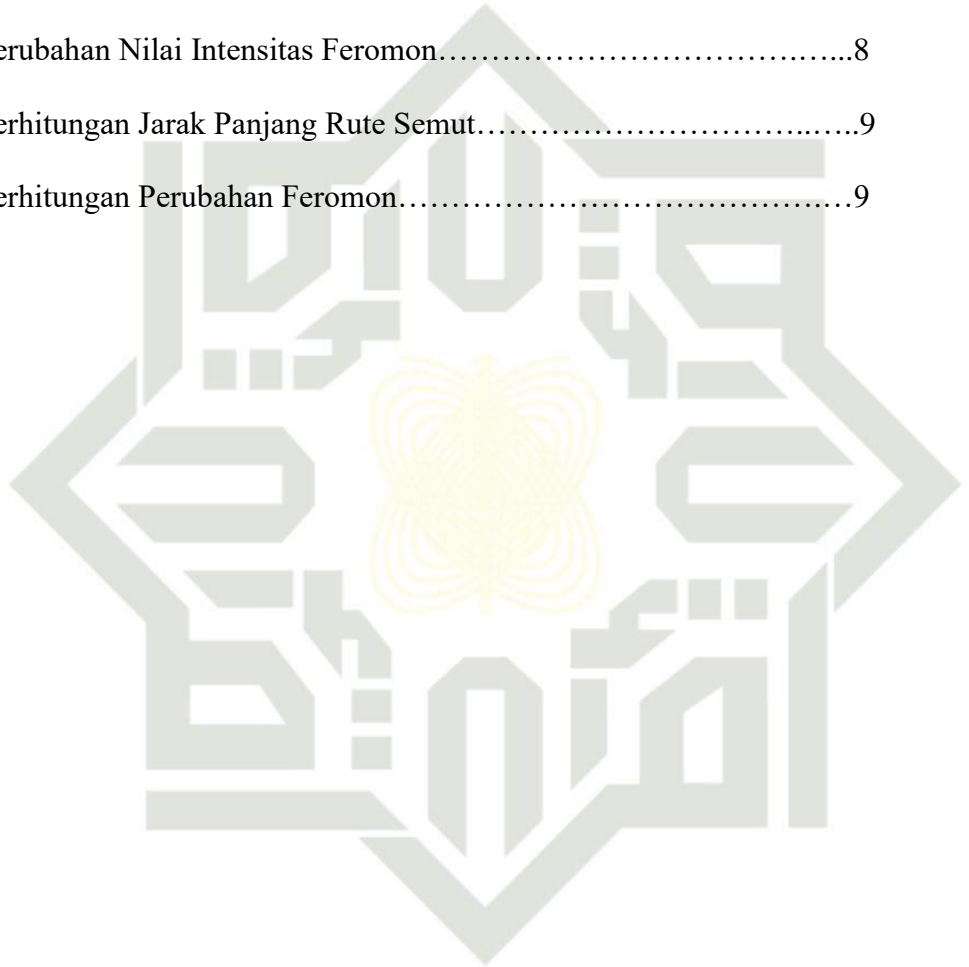 erubahan Nilai Intensitas Feromon…………………………….…...8
erhitungan Jarak Panjang Rute Semut………………………..…..9
erhitungan Perubahan Feromon………………………………….…9